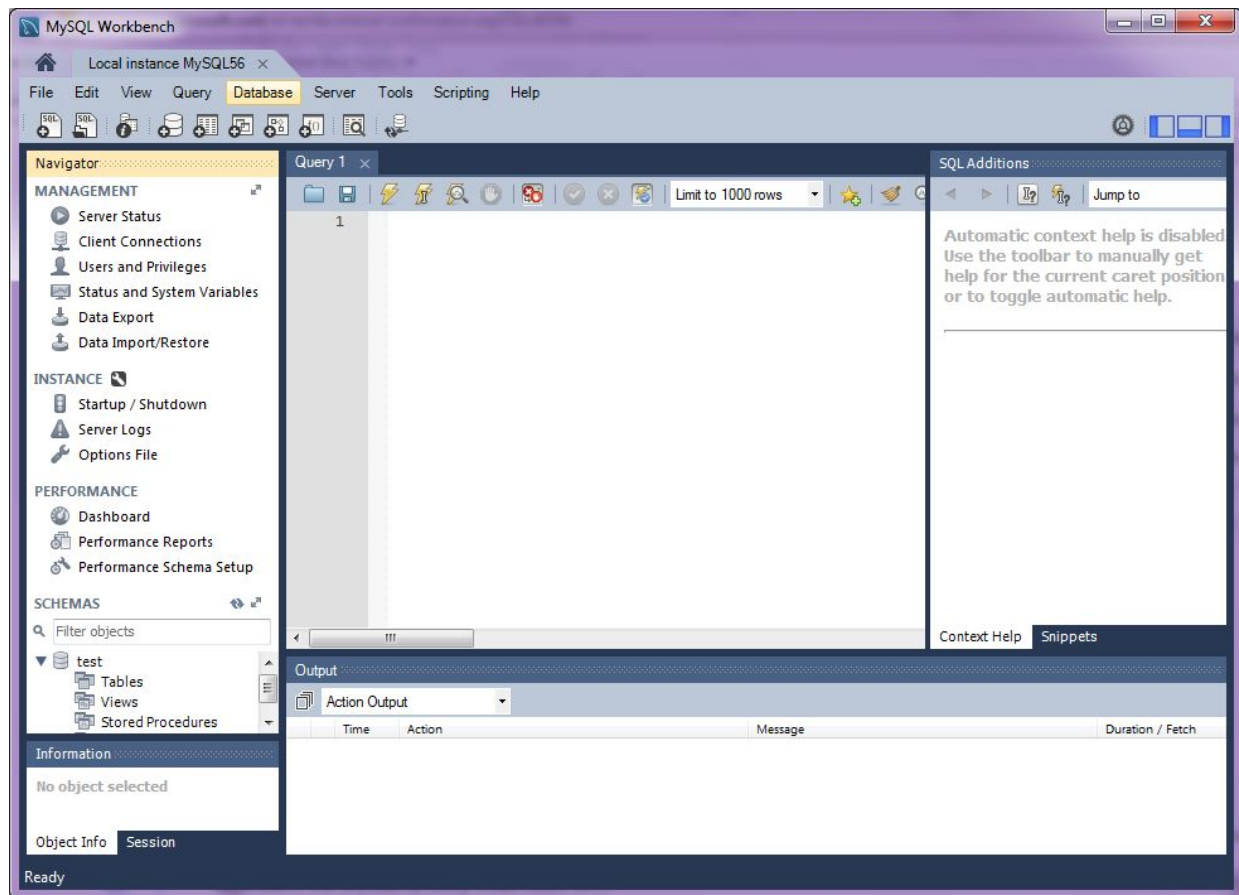 MySQL Workbench
Local instance MySQL56
File Edit View Query Database Server Tools Scripting Help
Navigator
MANAGEMENT
Server Status
Client Connections
Users and Privileges
Status and System Variables
Data Export
Data Import/Restore
INSTANCE
Startup / Shutdown
Server Logs
Options File
PERFORMANCE
Dashboard
Performance Reports
Performance Schema Setup
SCHEMAS
Filter objects
test
Tables
Views
Stored Procedures
Information
No object selected
Object Info Session
Query 1
Limit to 1000 rows
1
SQL Additions
Jump to
Automatic context help is disabled
Use the toolbar to manually get
help for the current caret position
or to toggle automatic help.
Context Help Snippets
Output
Action Output
Time Action Message Duration / Fetch
Ready